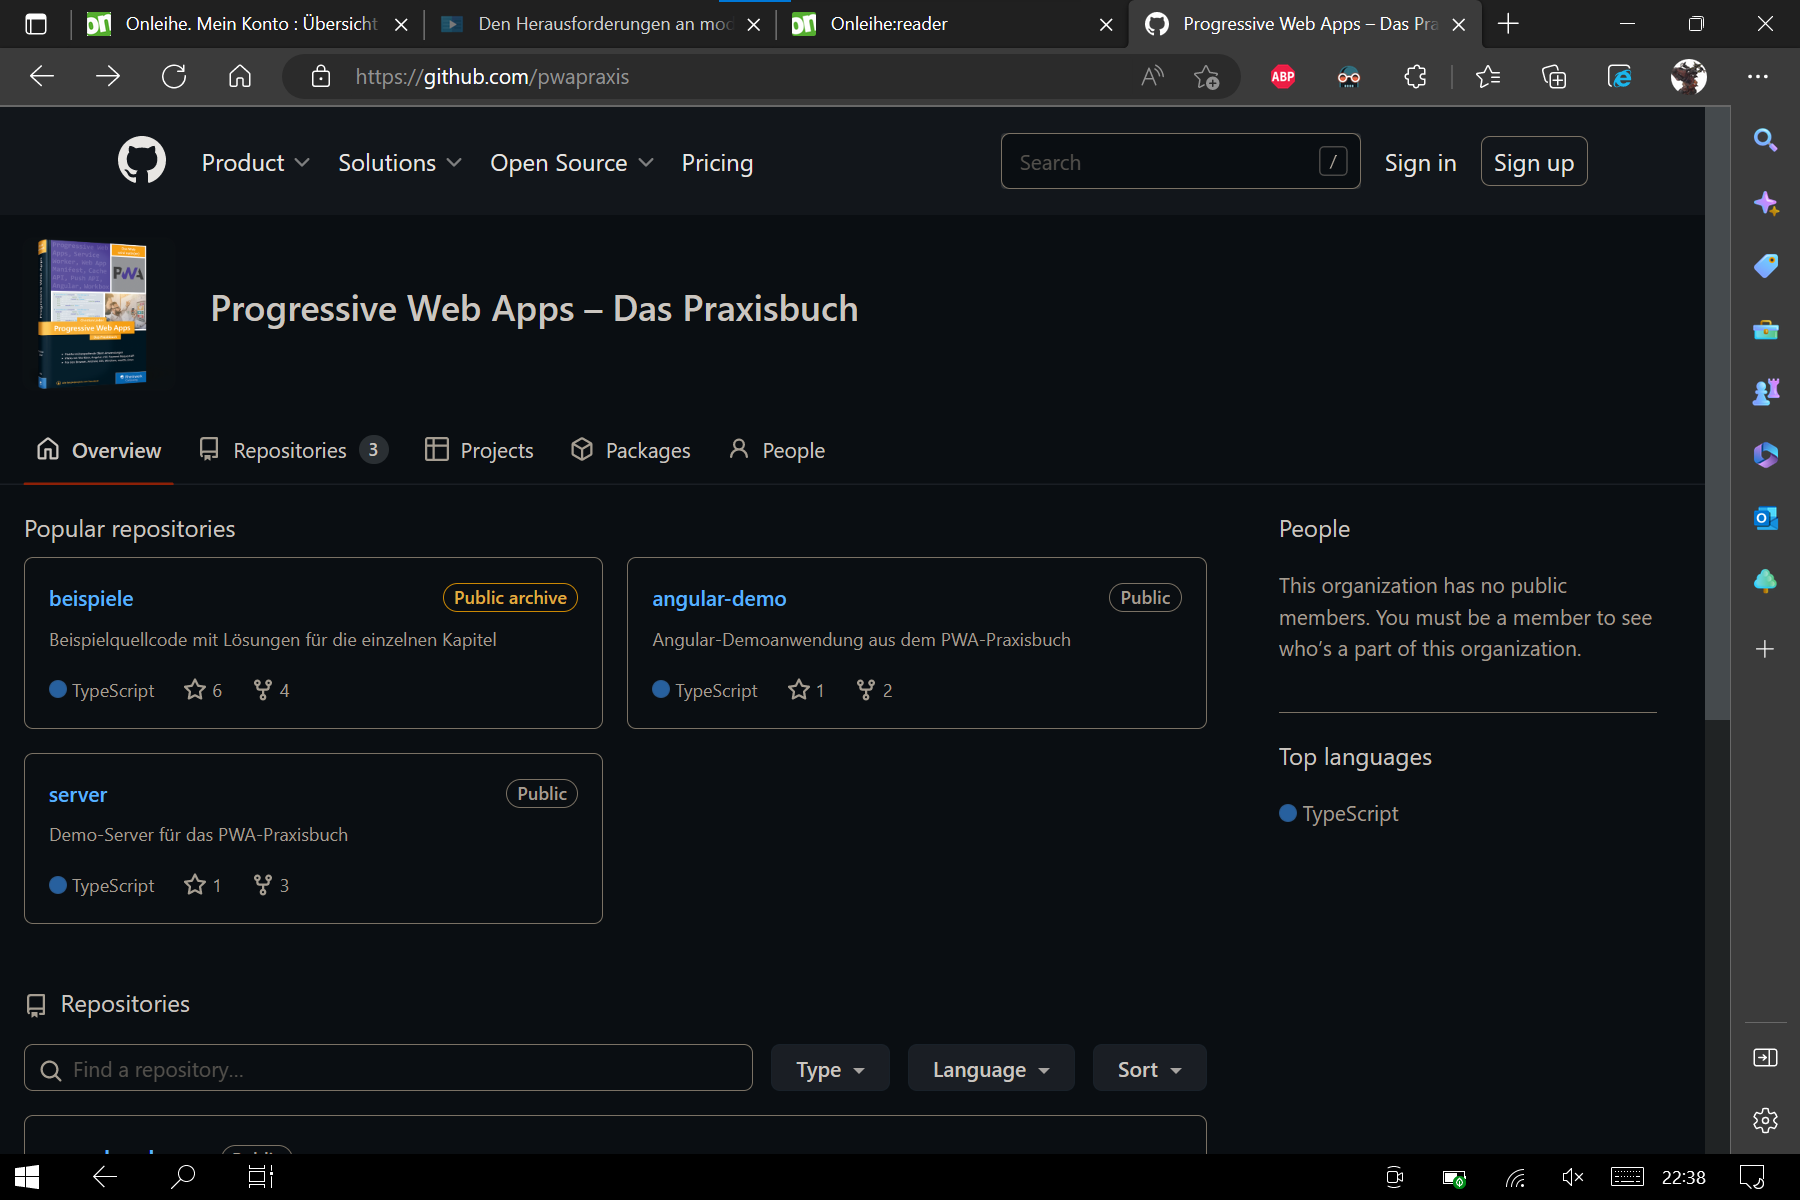 Onleihe. Mein Konto : Übersicht
Den Herausforderungen an mod
Onleihe:reader
Progressive Web Apps – Das Pra
https://github.com/pwapraxis
ABP
Product
Solutions
Open Source
Pricing
Search
/
Sign in
Sign up
PWA
Progressive Web Apps
Progressive Web Apps – Das Praxisbuch
Overview
Repositories 3
Projects
Packages
People
Popular repositories
beispiele
Public archive
Beispielquellcode mit Lösungen für die einzelnen Kapitel
TypeScript 6 4
angular-demo
Public
Angular-Demoanwendung aus dem PWA-Praxisbuch
TypeScript 1 2
server
Public
Demo-Server für das PWA-Praxisbuch
TypeScript 1 3
People
This organization has no public
members. You must be a member to see
who’s a part of this organization.
Top languages
TypeScript
Repositories
Find a repository...
Type
Language
Sort
22:38